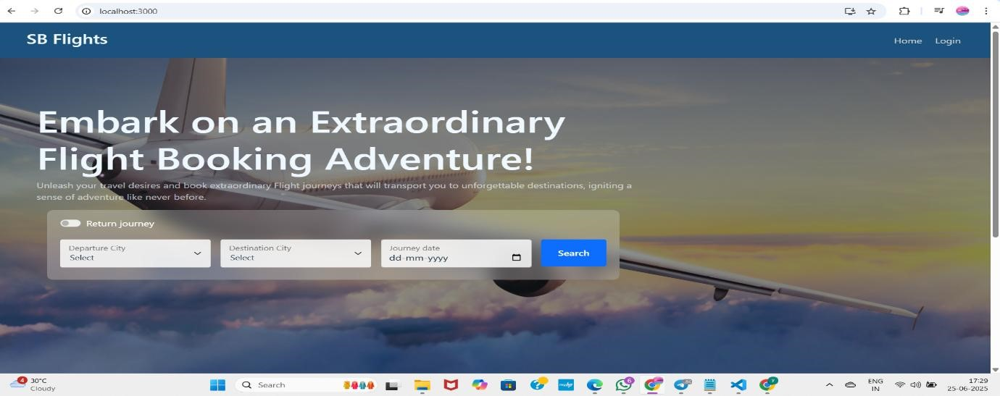 localhost:3000
SB Flights
Home Login
Embark on an Extraordinary
Flight Booking Adventure!
Unleash your travel desires and book extraordinary Flight journeys that will transport you to unforgettable destinations, igniting a
sense of adventure like never before.
Return journey
Departure City
Select
Destination City
Select
Journey date
dd-mm-yyyy
Search
4
30°C
Cloudy
Search
6
ENG
IN
17:29
25-06-2025